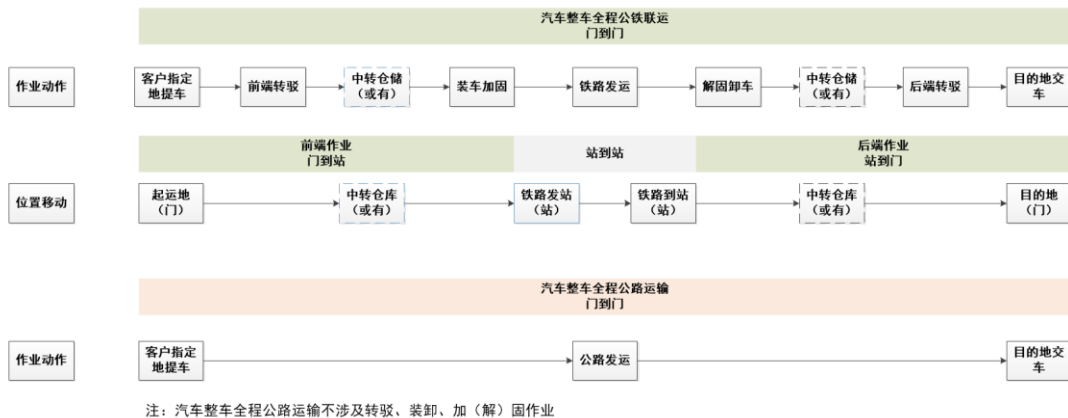 汽车整车全程公铁联运
门到门
作业动作
客户指定
地提车
前端转驳
中转仓储
（或有）
装车加固
铁路发运
解固卸车
中转仓储
（或有）
后端转驳
目的地交
车
前端作业
门到站
站到站
后端作业
站到门
位置移动
起运地
（门）
中转仓库
（或有）
铁路发站
（站）
铁路到站
（站）
中转仓库
（或有）
目的地
（门）
汽车整车全程公路运输
门到门
作业动作
客户指定
地提车
公路发运
目的地交
车
注：汽车整车全程公路运输不涉及转驳、装卸、加（解）固作业